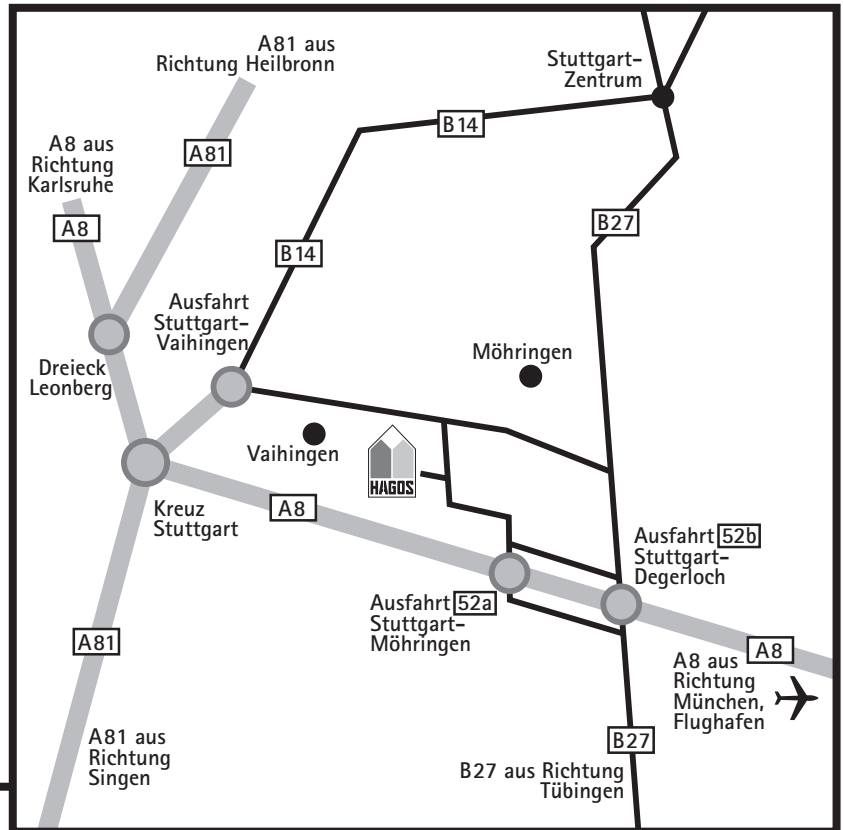 A81 aus
Richtung Heilbronn
Stuttgart-
Zentrum
B14
A81
A8 aus
Richtung
Karlsruhe
A8
B27
B14
Ausfahrt
Stuttgart-
Vaihingen
Möhringen
Dreieck
Leonberg
Vaihingen
HAGOS
Kreuz
Stuttgart
A8
Ausfahrt 52b
Stuttgart-
Degerloch
Ausfahrt 52a
Stuttgart-
Möhringen
A81
A8
A8 aus
Richtung
München,
Flughafen
A81 aus
Richtung
Singen
B27
B27 aus Richtung
Tübingen